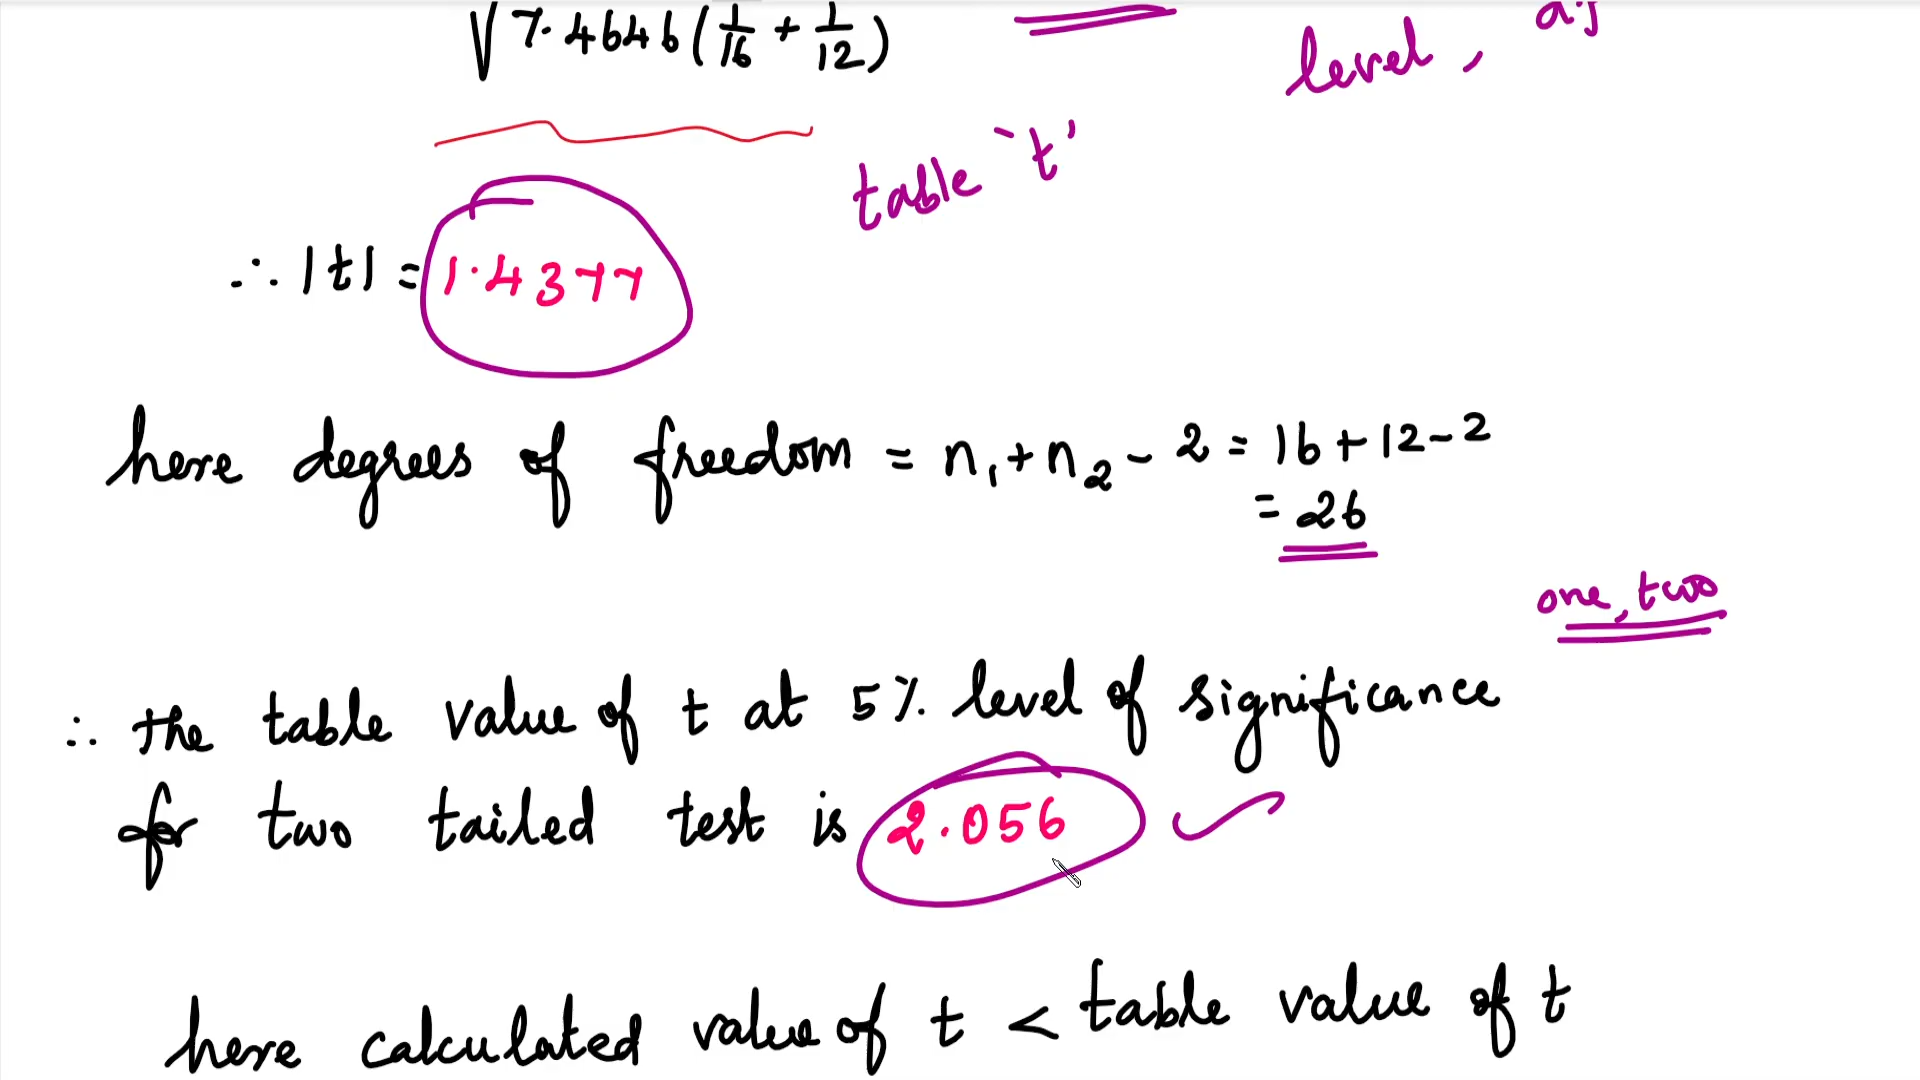 √7.4646(1/16 + 1/12)
level, d.f
table 't'
∴ |t| = 1.4377
here degrees of freedom = n₁+n₂ - 2 = 16+12-2
= 26
one, two
∴ the table value of t at 5% level of significance
for two tailed test is 2.056
here calculated value of t < table value of t